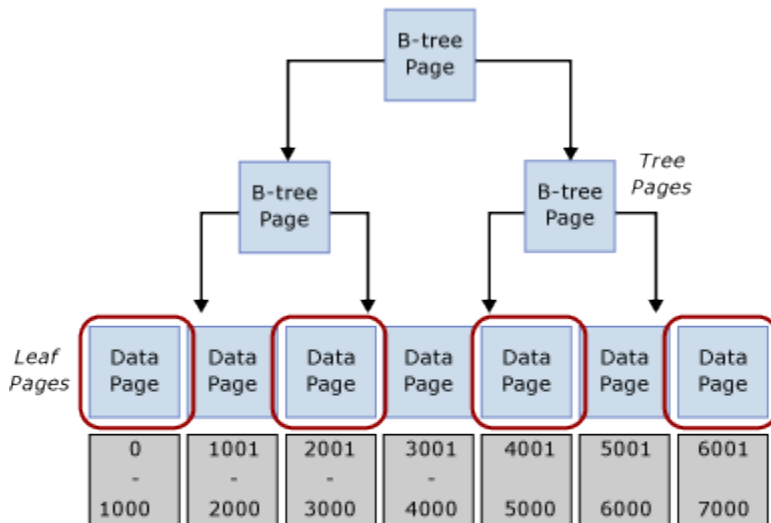 B-tree
Page
B-tree
Page
B-tree
Page
Tree
Pages
Leaf
Pages
Data
Page
Data
Page
Data
Page
Data
Page
Data
Page
Data
Page
Data
Page
0
-
1000
1001
-
2000
2001
-
3000
3001
-
4000
4001
-
5000
5001
-
6000
6001
-
7000